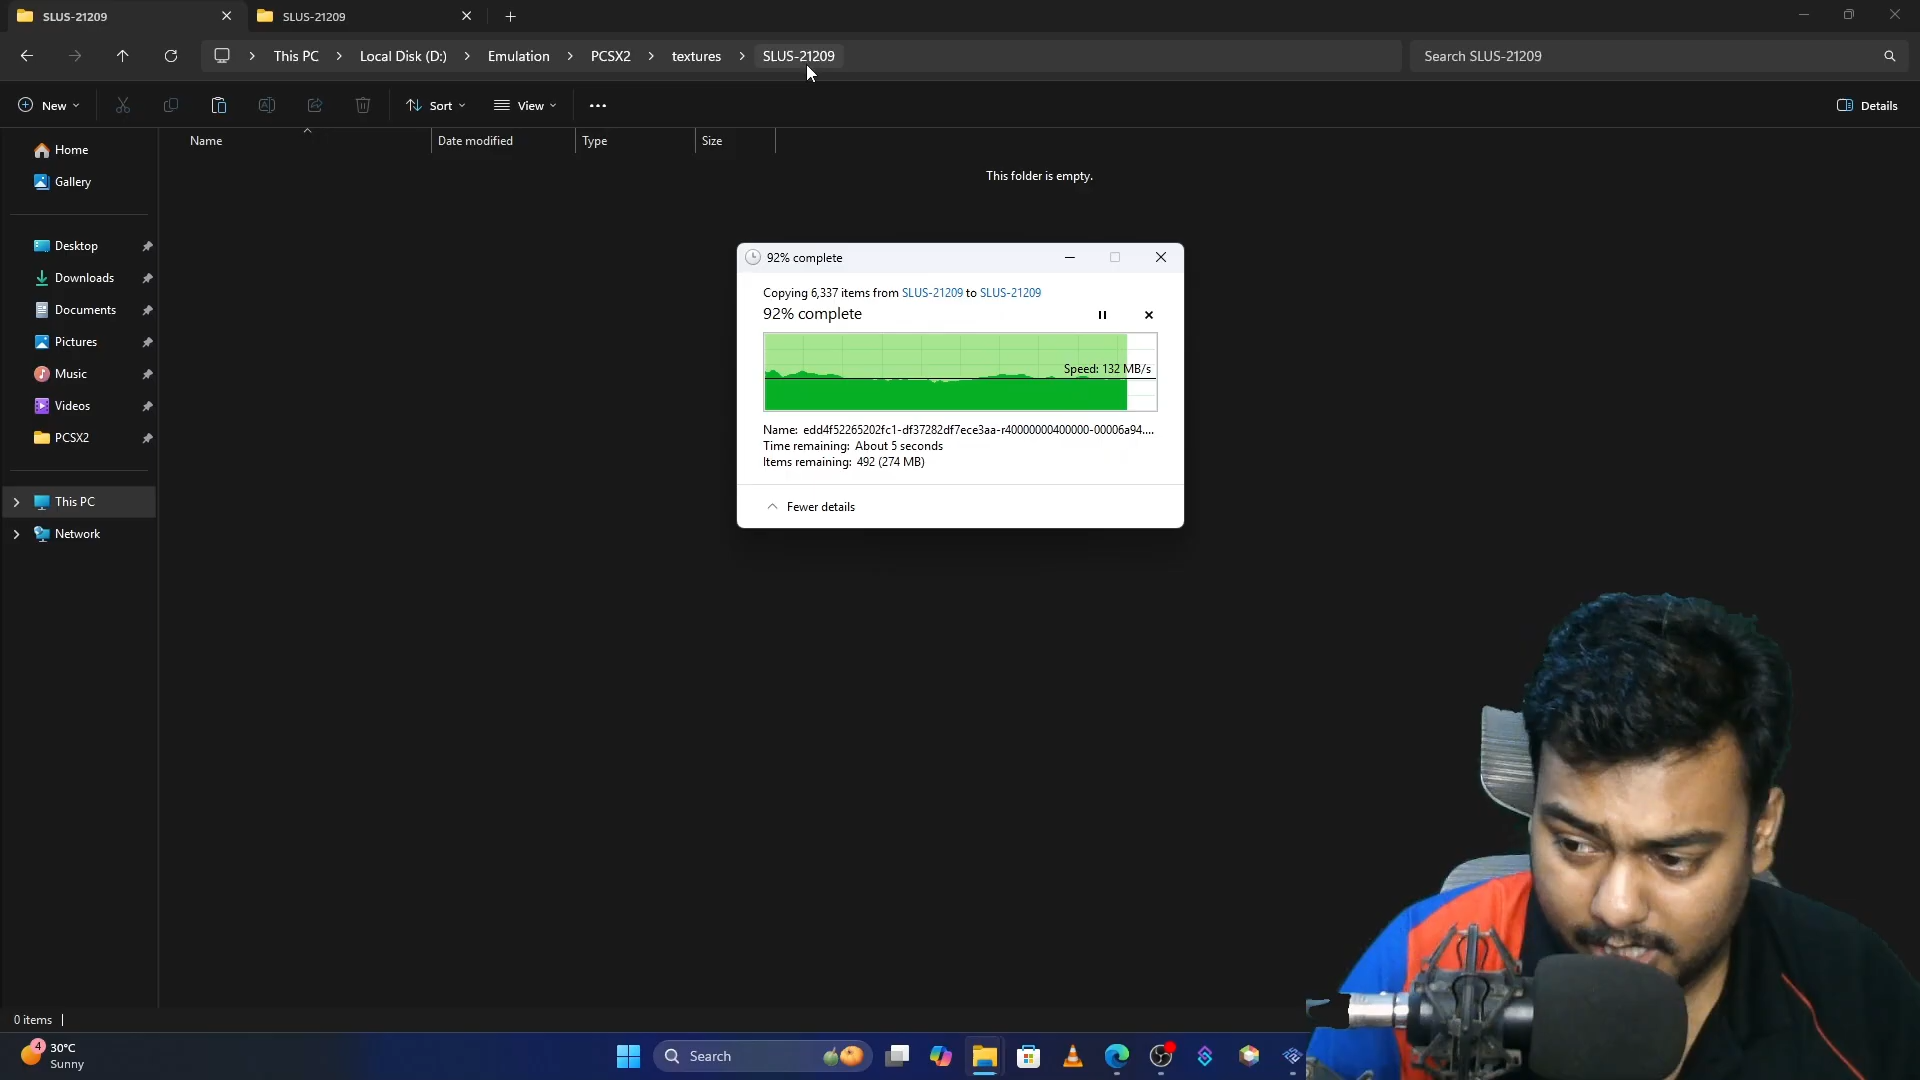 SLUS-21209
SLUS-21209
This PC > Local Disk (D:) > Emulation > PCSX2 > textures > SLUS-21209
Search SLUS-21209
New
Sort
View
Details
Name
Date modified
Type
Size
This folder is empty.
Home
Gallery
Desktop
Downloads
Documents
Pictures
Music
Videos
PCSX2
This PC
Network
92% complete
Copying 6,337 items from SLUS-21209 to SLUS-21209
92% complete
Speed: 132 MB/s
Name: edd4f52265202fc1-df37282df7ece3aa-r40000000400000-00006a94....
Time remaining: About 5 seconds
Items remaining: 492 (274 MB)
Fewer details
0 items
4
30°C
Sunny
Search